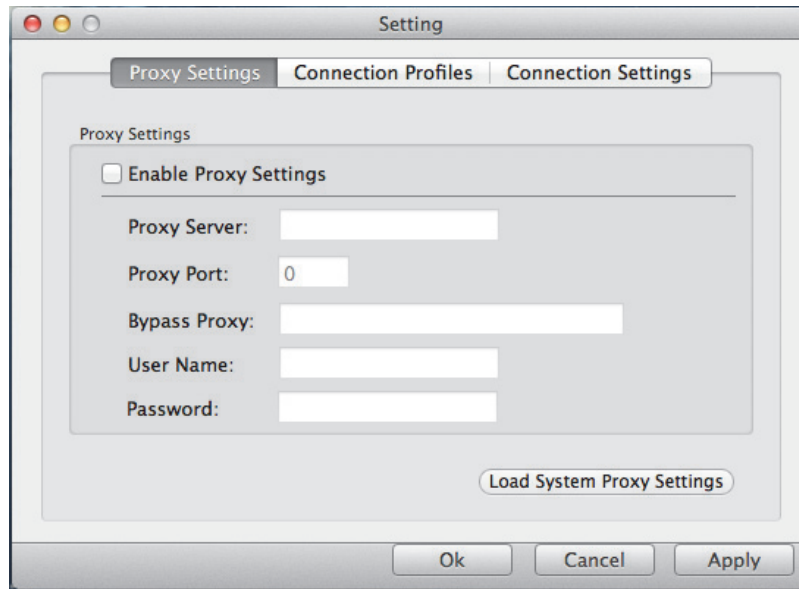 Setting
Proxy Settings Connection Profiles Connection Settings
Proxy Settings
Enable Proxy Settings
Proxy Server:
Proxy Port: 0
Bypass Proxy:
User Name:
Password:
Load System Proxy Settings
Ok Cancel Apply